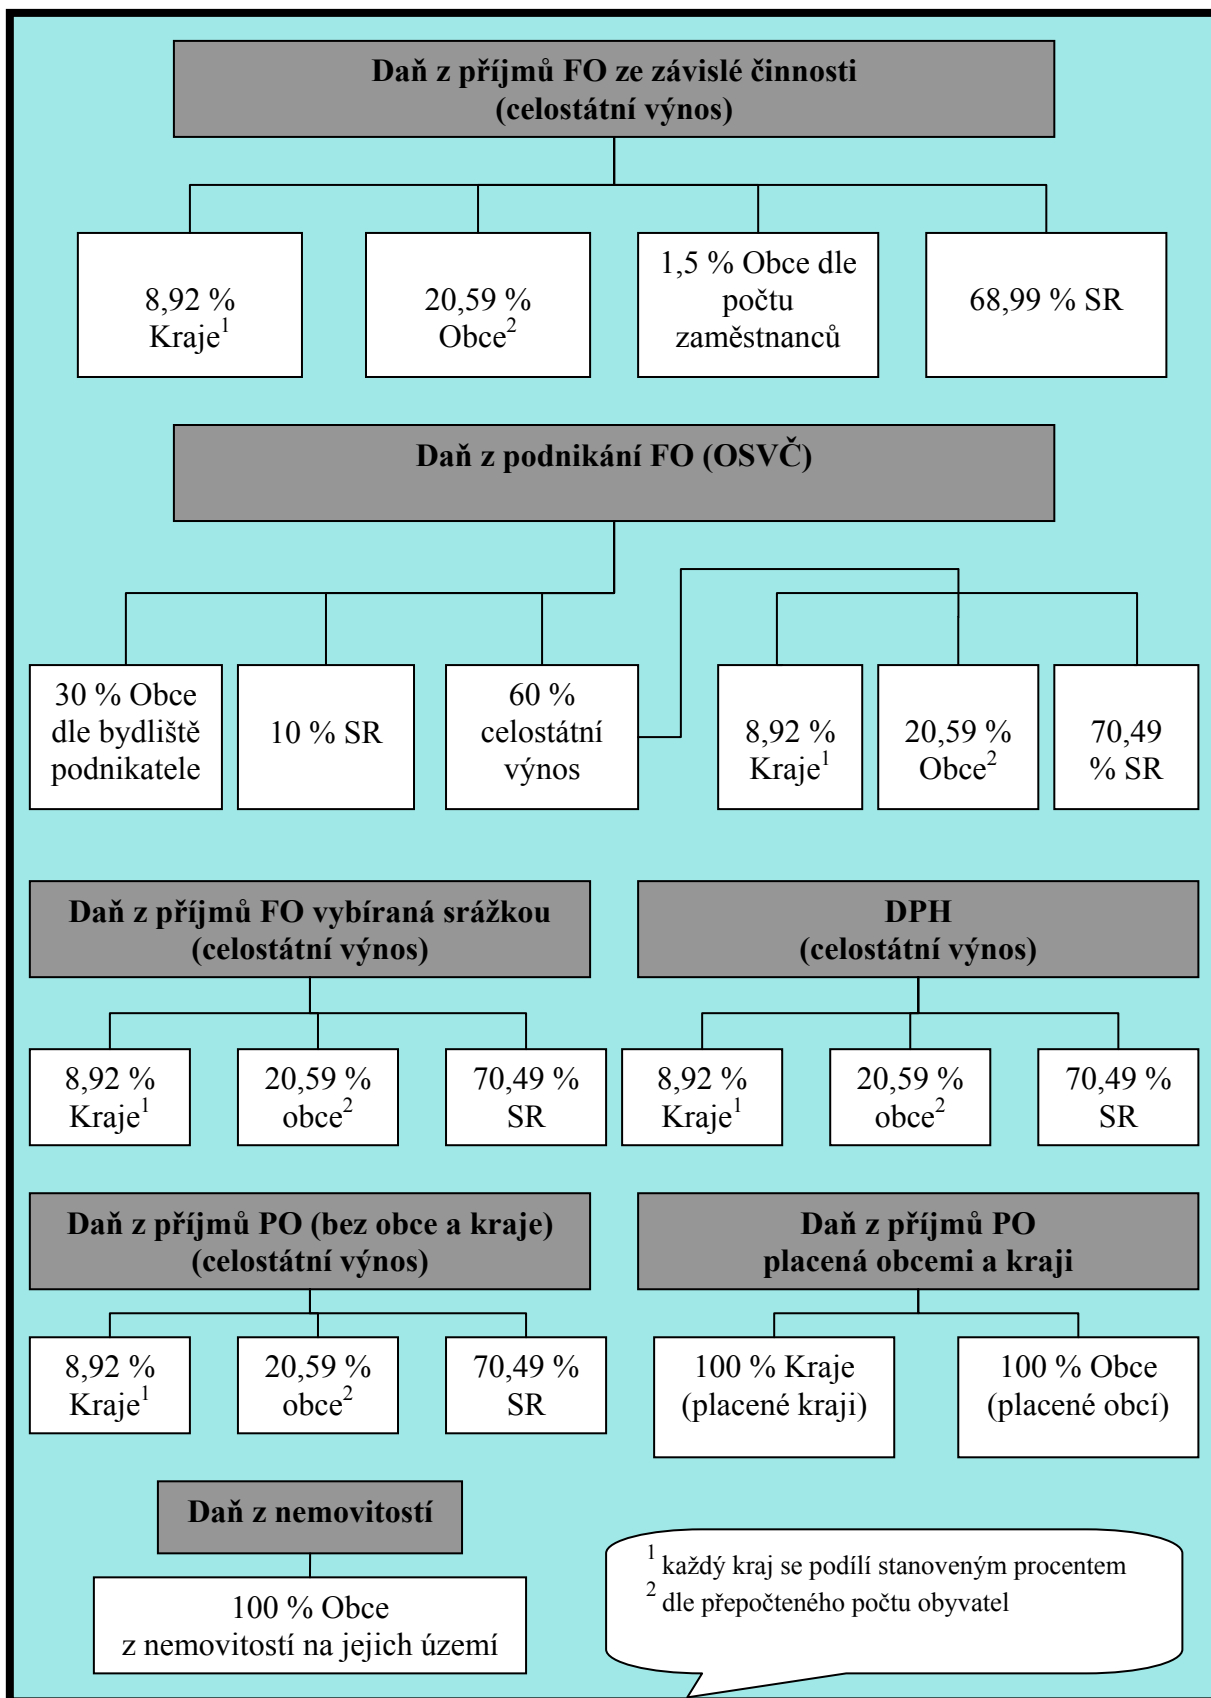 Daň z příjmů FO ze závislé činnosti
(celostátní výnos)
8,92 %
Kraje1
20,59 %
Obce2
1,5 % Obce dle
počtu
zaměstnanců
68,99 % SR
Daň z podnikání FO (OSVČ)
30 % Obce
dle bydliště
podnikatele
10 % SR
60 %
celostátní
výnos
8,92 %
Kraje1
20,59 %
Obce2
70,49
% SR
Daň z příjmů FO vybíraná srážkou
(celostátní výnos)
8,92 %
Kraje1
20,59 %
obce2
70,49 %
SR
DPH
(celostátní výnos)
8,92 %
Kraje1
20,59 %
obce2
70,49 %
SR
Daň z příjmů PO (bez obce a kraje)
(celostátní výnos)
8,92 %
Kraje1
20,59 %
obce2
70,49 %
SR
Daň z příjmů PO
placená obcemi a kraji
100 % Kraje
(placené kraji)
100 % Obce
(placené obcí)
Daň z nemovitostí
100 % Obce
z nemovitostí na jejich území
1 každý kraj se podílí stanoveným procentem
2 dle přepočteného počtu obyvatel